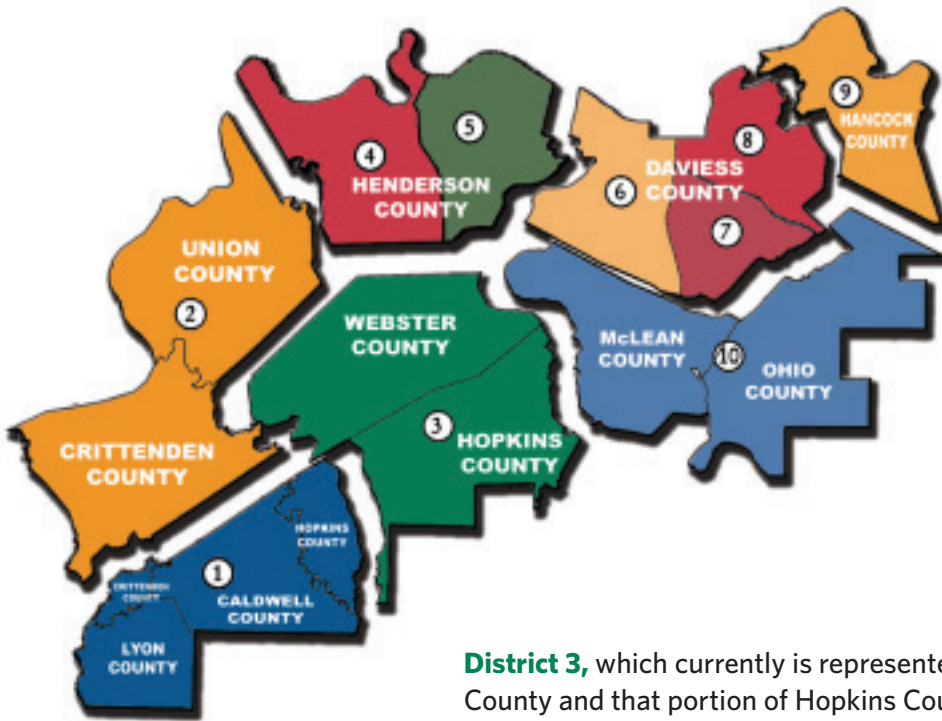 9
HANCOCK
COUNTY
8
5
4
HENDERSON
COUNTY
DAVIESS
COUNTY
6
7
UNION
COUNTY
2
WEBSTER
COUNTY
McLEAN
COUNTY
10
OHIO
COUNTY
3
HOPKINS
COUNTY
CRITTENDEN
COUNTY
HOPKINS
COUNTY
1
CRITTENDEN
COUNTY
CALDWELL
COUNTY
LYON
COUNTY
District 3, which currently is represente
County and that portion of Hopkins Cou